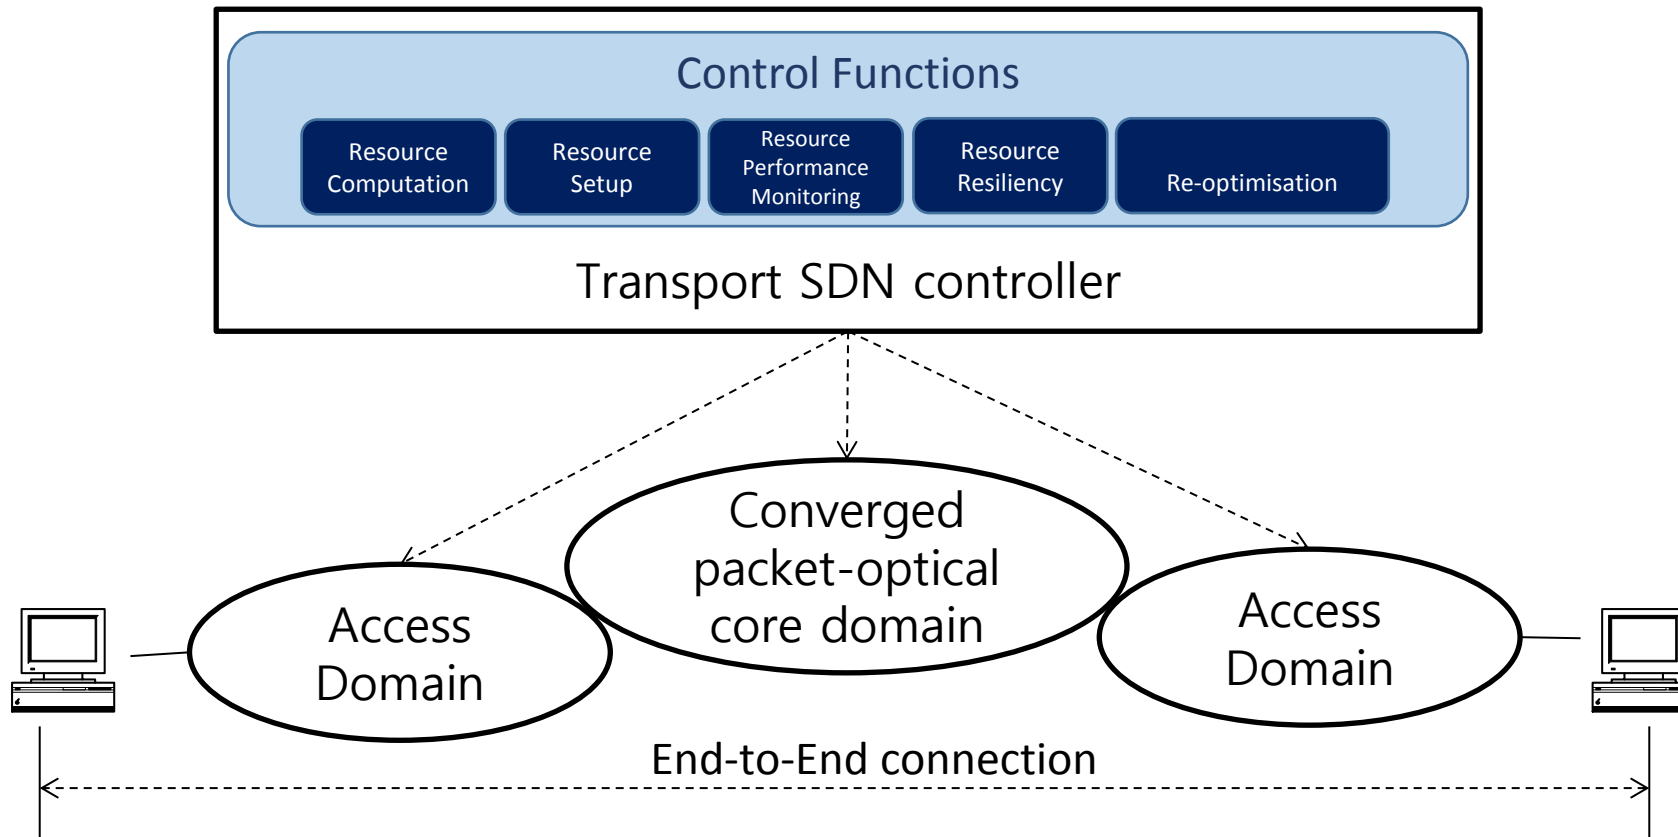 Control Functions
Resource
Computation
Resource
Setup
Resource
Performance
Monitoring
Resource
Resiliency
Re-optimisation
Transport SDN controller
Converged
packet-optical
core domain
Access
Domain
Access
Domain
End-to-End connection